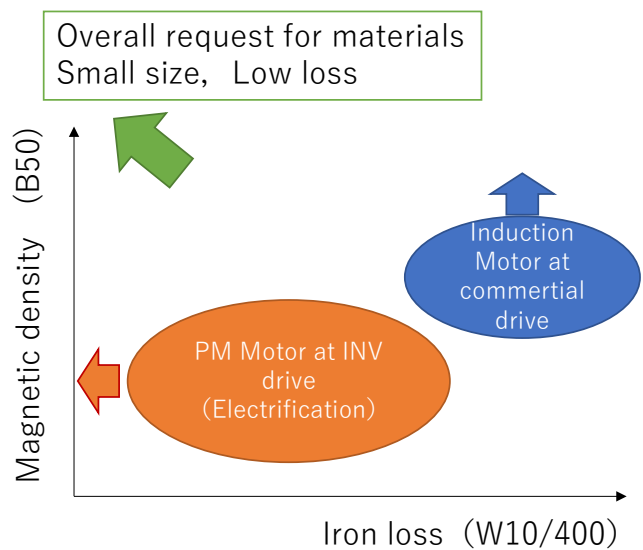 Overall request for materials
Small size, Low loss
Magnetic density （B50）
Induction
Motor at
commertial
drive
PM Motor at INV
drive
（Electrification）
Iron loss（W10/400）